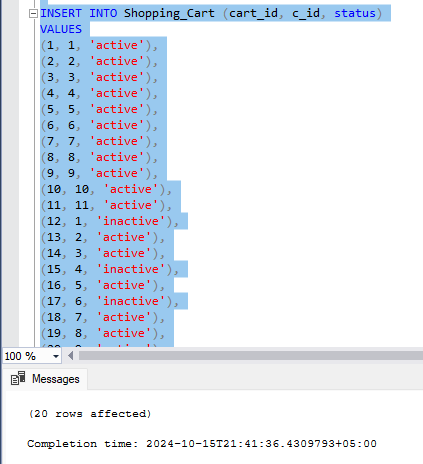 INSERT INTO Shopping_Cart (cart_id, c_id, status)
VALUES
(1, 1, 'active'),
(2, 2, 'active'),
(3, 3, 'active'),
(4, 4, 'active'),
(5, 5, 'active'),
(6, 6, 'active'),
(7, 7, 'active'),
(8, 8, 'active'),
(9, 9, 'active'),
(10, 10, 'active'),
(11, 11, 'active'),
(12, 1, 'inactive'),
(13, 2, 'active'),
(14, 3, 'active'),
(15, 4, 'inactive'),
(16, 5, 'active'),
(17, 6, 'inactive'),
(18, 7, 'active'),
(19, 8, 'active'),
100 %
Messages
(20 rows affected)
Completion time: 2024-10-15T21:41:36.4309793+05:00